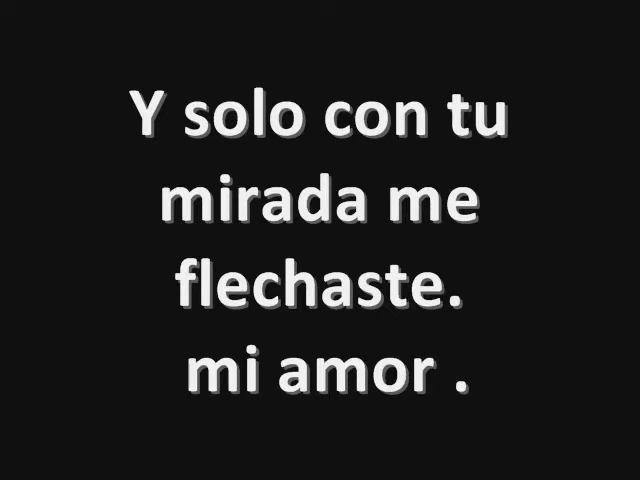 Y solo con tu
mirada me
flechaste.
mi amor .